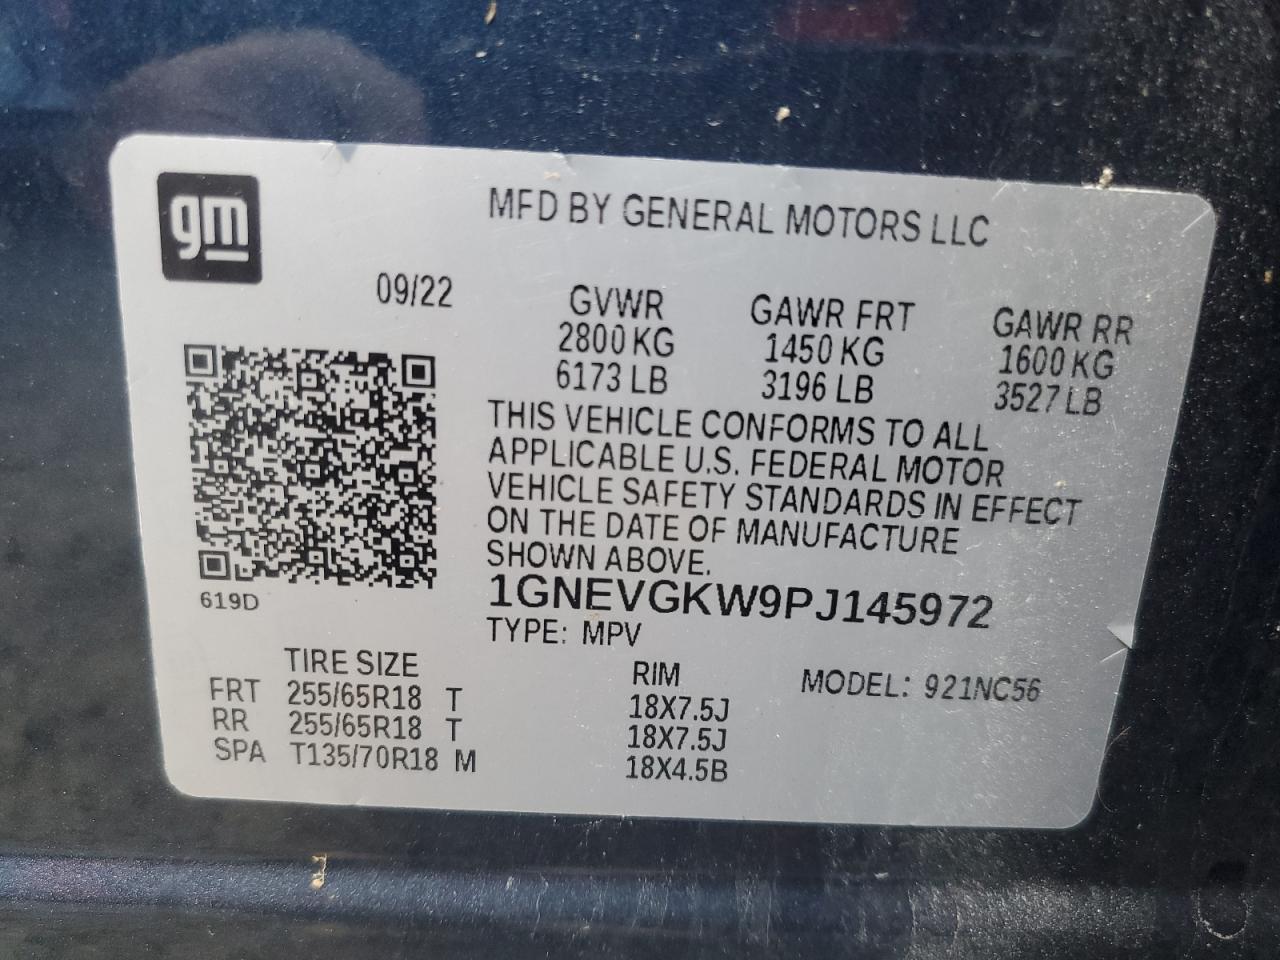 gm
MFD BY GENERAL MOTORS LLC
09/22
GVWR GAWR FRT GAWR RR
2800 KG 1450 KG 1600 KG
6173 LB 3196 LB 3527 LB
THIS VEHICLE CONFORMS TO ALL
APPLICABLE U.S. FEDERAL MOTOR
VEHICLE SAFETY STANDARDS IN EFFECT
ON THE DATE OF MANUFACTURE
SHOWN ABOVE.
619D
1GNEVGKW9PJ145972
TYPE: MPV
TIRE SIZE RIM MODEL: 921NC56
FRT 255/65R18 T 18X7.5J
RR 255/65R18 T 18X7.5J
SPA T135/70R18 M 18X4.5B